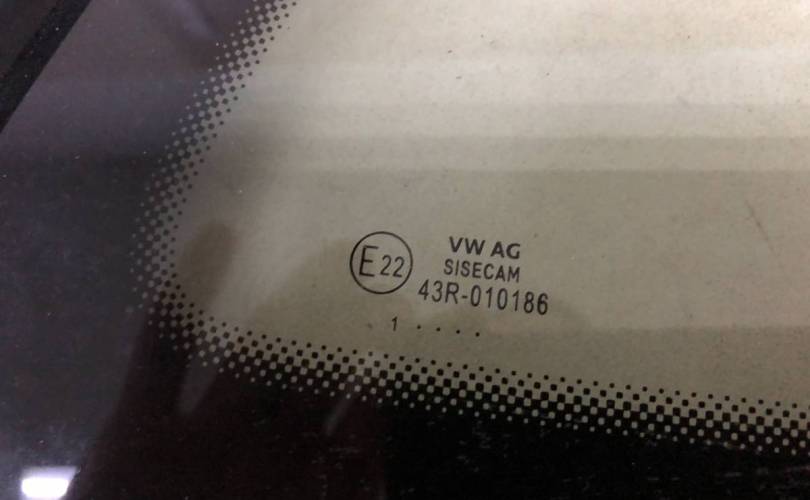 E22
VW AG
SISECAM
43R-010186
1 . . . .